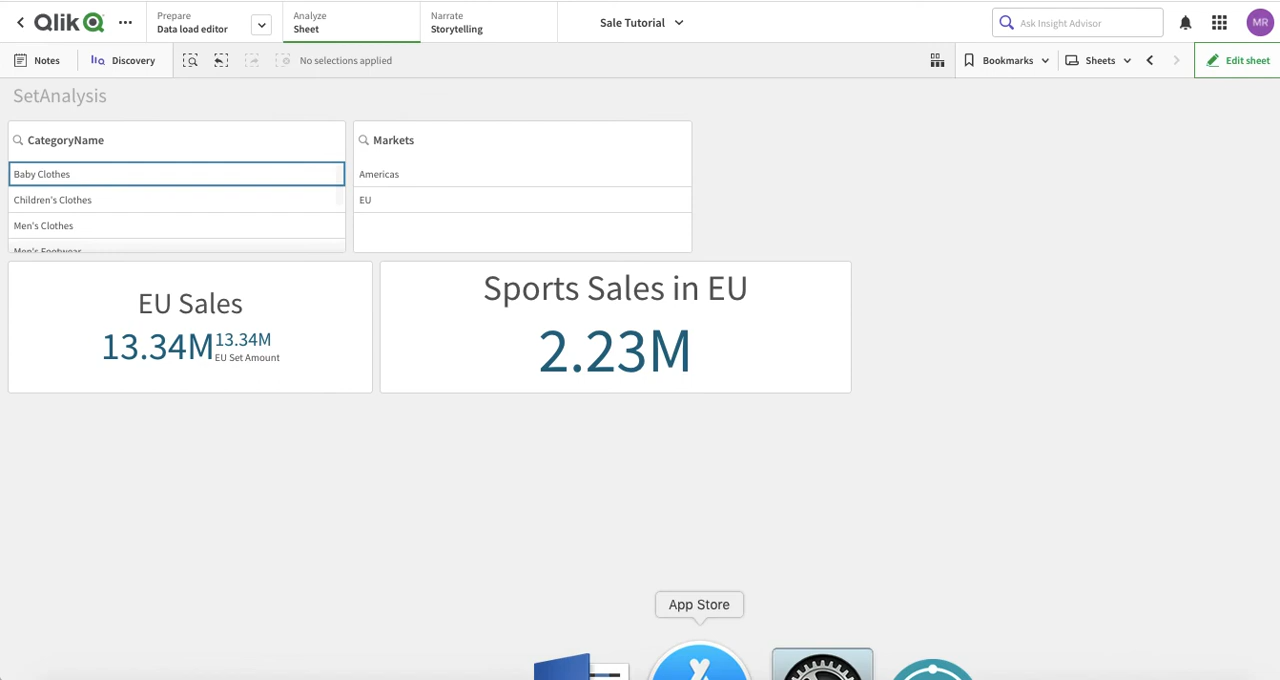 Qlik
Prepare
Data load editor
Analyze
Sheet
Narrate
Storytelling
Sale Tutorial
Ask Insight Advisor
MR
Notes
Discovery
No selections applied
Bookmarks
Sheets
Edit sheet
SetAnalysis
CategoryName
Baby Clothes
Children's Clothes
Men's Clothes
Men's Footwear
Markets
Americas
EU
EU Sales
13.34M
13.34M
EU Set Amount
Sports Sales in EU
2.23M
App Store